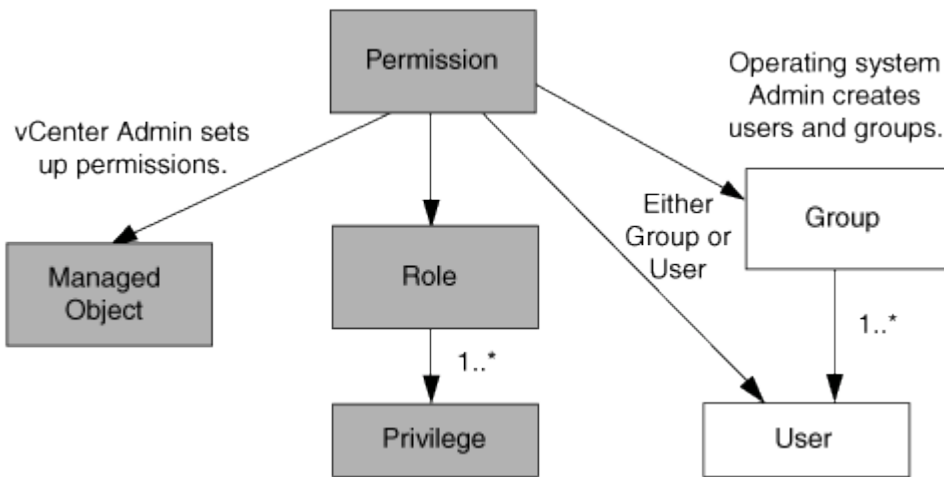 Permission
Operating system
Admin creates
users and groups.
vCenter Admin sets
up permissions.
Either
Group or
User
Group
Managed
Object
Role
1..*
1..*
Privilege
User